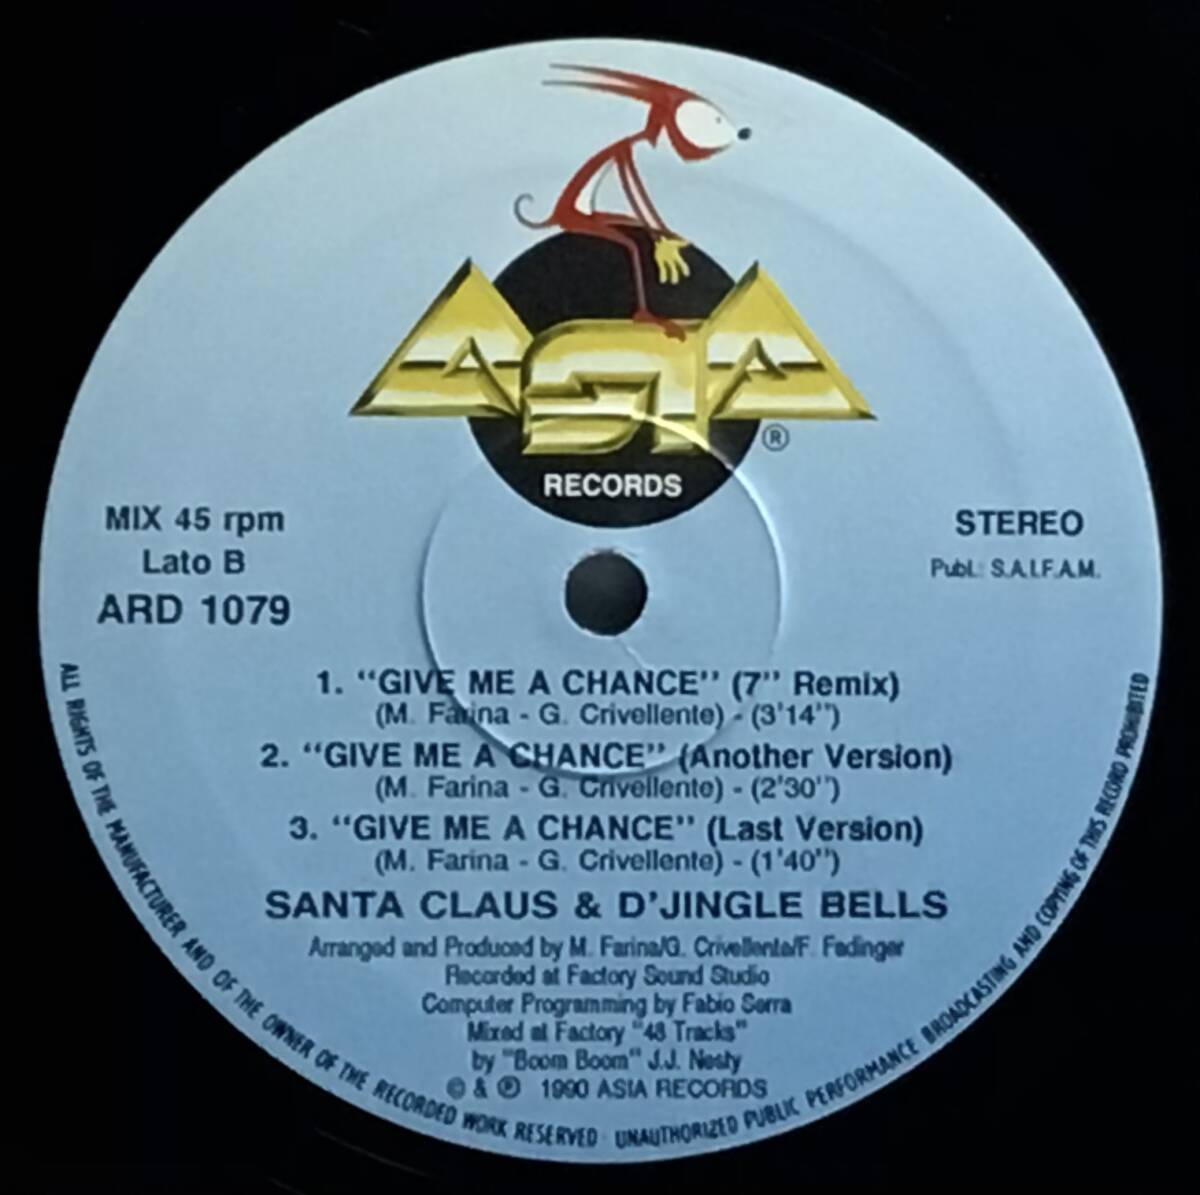 ASIA
®
RECORDS
MIX 45 rpm
Lato B
ARD 1079
STEREO
Publ.: S.A.I.F.A.M.
1. "GIVE ME A CHANCE" (7" Remix)
(M. Farina - G. Crivellente) - (3'14")
2. "GIVE ME A CHANCE" (Another Version)
(M. Farina - G. Crivellente) - (2'30")
3. "GIVE ME A CHANCE" (Last Version)
(M. Farina - G. Crivellente) - (1'40")
SANTA CLAUS & D'JINGLE BELLS
Arranged and Produced by M. Farina/G. Crivellente/F. Fadinger
Recorded at Factory Sound Studio
Computer Programming by Fabio Serra
Mixed at Factory "48 Tracks"
by "Boom Boom" J.J. Nesly
© & ℗ 1990 ASIA RECORDS
ALL RIGHTS OF THE MANUFACTURER AND OF THE OWNER OF THE RECORDED WORK RESERVED · UNAUTHORIZED PUBLIC PERFORMANCE BROADCASTING AND COPYING OF THIS RECORD PROHIBITED